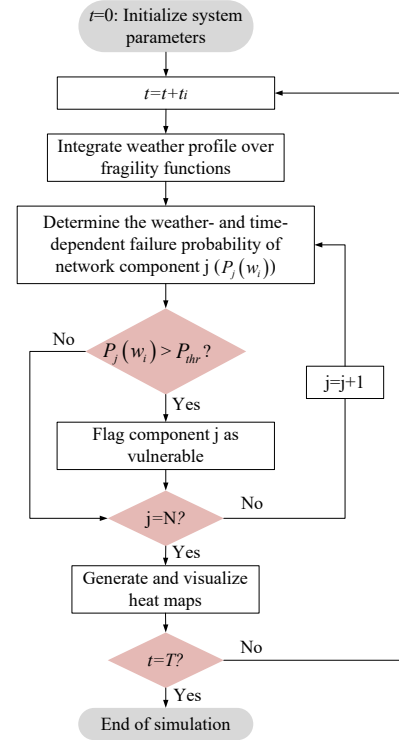 t=0: Initialize system
parameters
t=t+ti
Integrate weather profile over
fragility functions
Determine the weather- and time-
dependent failure probability of
network component j (Pj(wi))
No
Pj(wi) > Pthr?
Yes
j=j+1
Flag component j as
vulnerable
j=N?
No
Yes
Generate and visualize
heat maps
t=T?
No
Yes
End of simulation